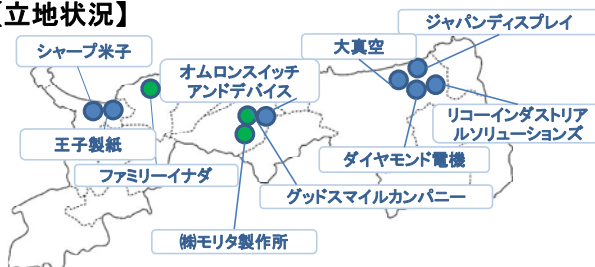 【立地状況】
ジャパンディスプレイ
大真空
シャープ米子
オムロンスイッチ
アンドデバイス
リコーインダストリア
ルソリューションズ
王子製紙
ダイヤモンド電機
ファミリーイナダ
グッドスマイルカンパニー
㈱モリタ製作所